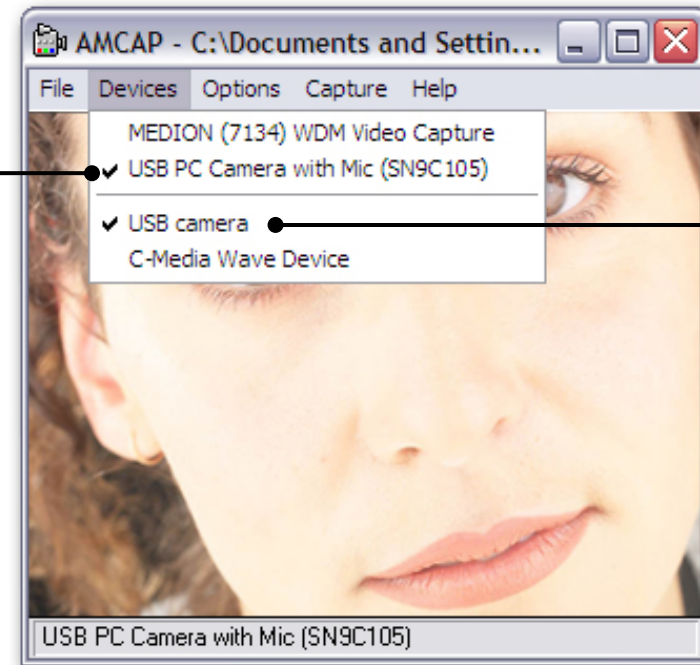 AMCAP - C:\Documents and Settin...
File Devices Options Capture Help
MEDION (7134) WDM Video Capture
✔ USB PC Camera with Mic (SN9C105)
✔ USB camera
C-Media Wave Device
USB PC Camera with Mic (SN9C105)